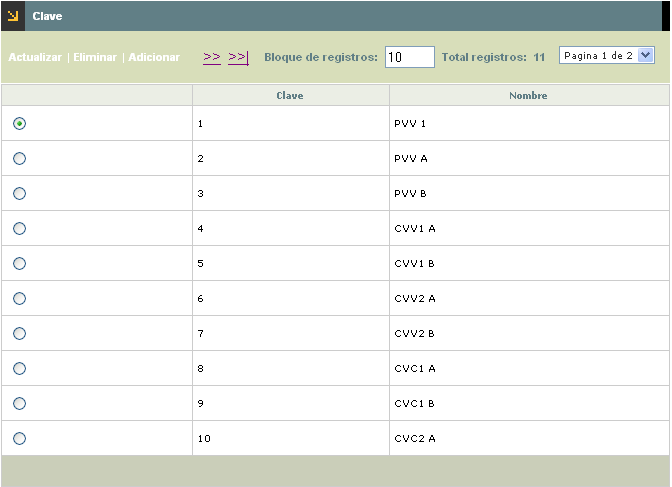 Clave
Actualizar | Eliminar | Adicionar >> >>| Bloque de registros: 10 Total registros: 11 Pagina 1 de 2
Clave Nombre
1 PVV 1
2 PVV A
3 PVV B
4 CVV1 A
5 CVV1 B
6 CVV2 A
7 CVV2 B
8 CVC1 A
9 CVC1 B
10 CVC2 A